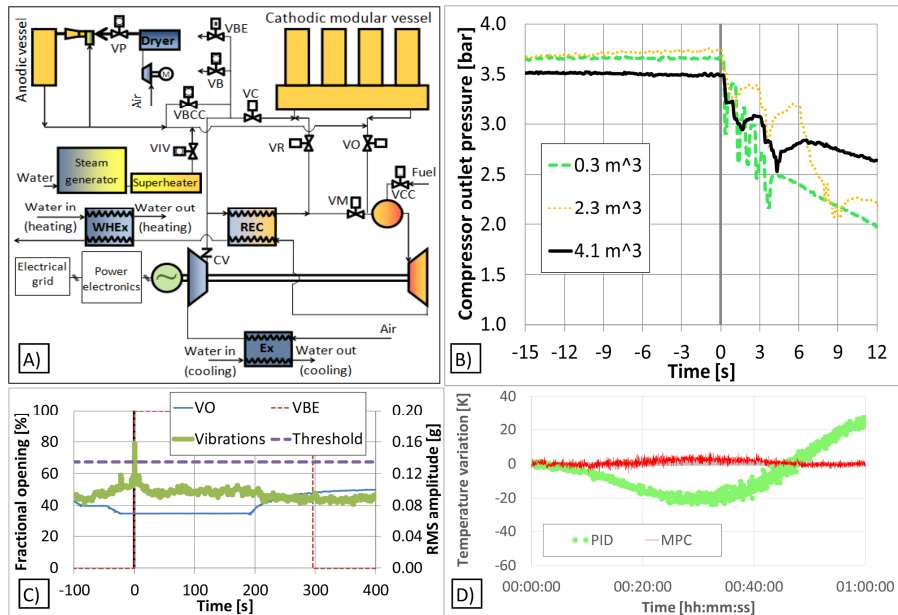 A)
Anodic vessel
VP
Dryer
M
Air
VBE
VB
Cathodic modular vessel
VC
VBCC
VIV
VR
VO
Fuel
VCC
Steam
generator
Water
Superheater
VM
Water in
(heating)
Water out
(heating)
WHEx
REC
CV
Electrical
grid
Power
electronics
Air
Water in
(cooling)
Ex
Water out
(cooling)
B)
Compressor outlet pressure [bar]
4.0
3.5
3.0
2.5
2.0
1.5
1.0
0.3 m^3
2.3 m^3
4.1 m^3
-15 -12 -9 -6 -3 0 3 6 9 12
Time [s]
C)
Fractional opening [%]
100
80
60
40
20
0
VO
VBE
Vibrations
Threshold
0.20
0.16
0.12
0.08
0.04
0.00
RMS amplitude [g]
-100 0 100 200 300 400
Time [s]
D)
Temperature variation [K]
40
20
0
-20
-40
-60
PID
MPC
00:00:00 00:20:00 00:40:00 01:00:00
Time [hh:mm:ss]